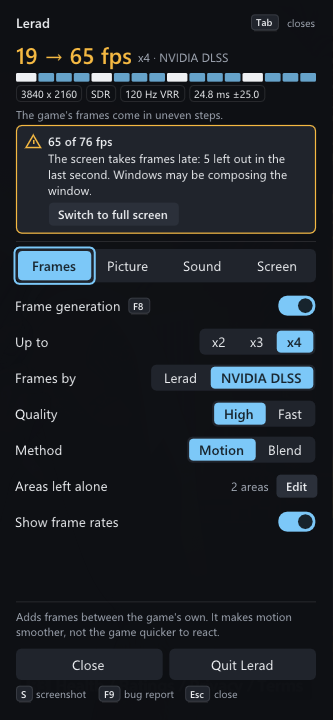 Lerad Tab closes
19 → 65 fps x4 · NVIDIA DLSS
3840 x 2160 SDR 120 Hz VRR 24.8 ms ±25.0
The game's frames come in uneven steps.
65 of 76 fps
The screen takes frames late: 5 left out in the
last second. Windows may be composing the
window.
Switch to full screen
Frames Picture Sound Screen
Frame generation F8
Up to x2 x3 x4
Frames by Lerad NVIDIA DLSS
Quality High Fast
Method Motion Blend
Areas left alone 2 areas Edit
Show frame rates
Adds frames between the game's own. It makes motion
smoother, not the game quicker to react.
Close Quit Lerad
S screenshot F9 bug report Esc close